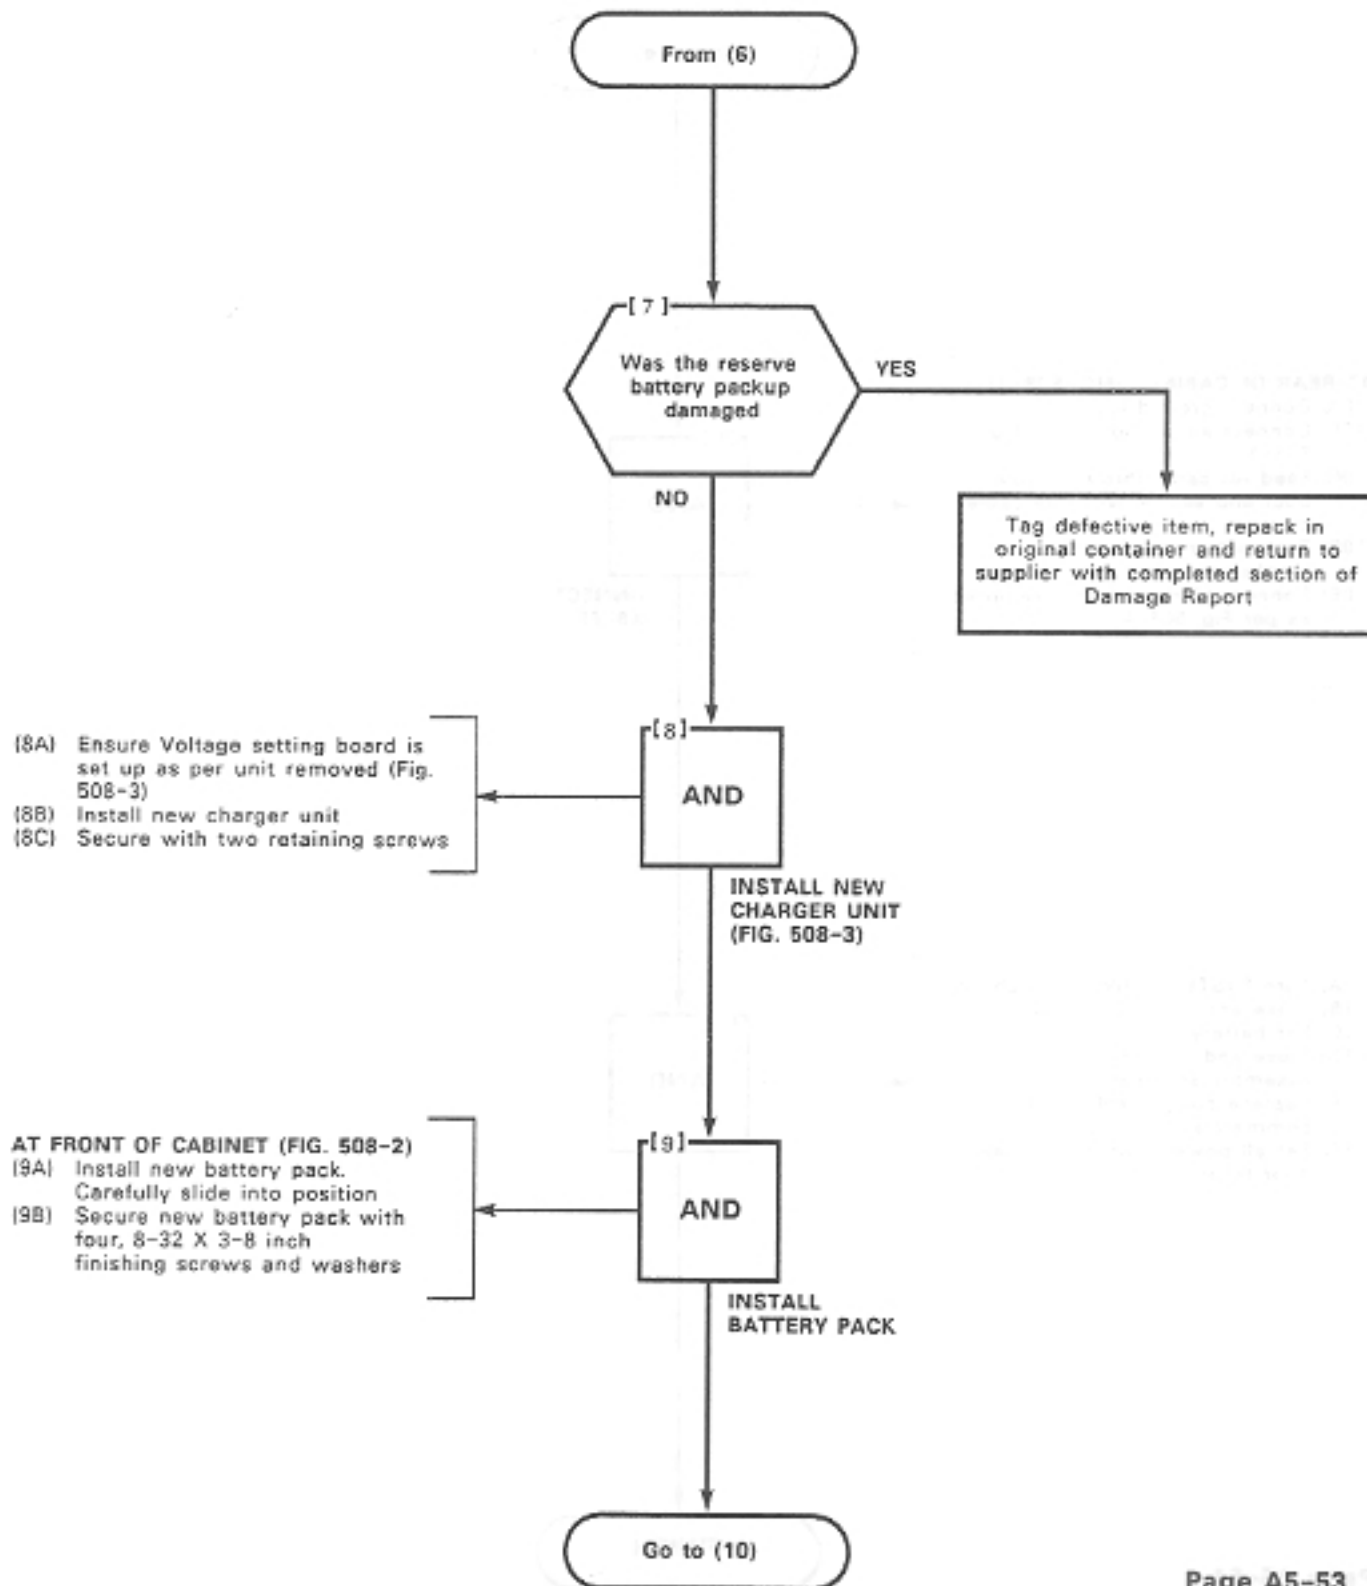 From (6)
[ 7 ]
Was the reserve
battery packup
damaged
YES
NO
Tag defective item, repack in
original container and return to
supplier with completed section of
Damage Report
[8]
AND
(8A) Ensure Voltage setting board is
set up as per unit removed (Fig.
508-3)
(8B) Install new charger unit
(8C) Secure with two retaining screws
INSTALL NEW
CHARGER UNIT
(FIG. 508-3)
[9]
AND
AT FRONT OF CABINET (FIG. 508-2)
(9A) Install new battery pack.
Carefully slide into position
(9B) Secure new battery pack with
four, 8-32 X 3-8 inch
finishing screws and washers
INSTALL
BATTERY PACK
Go to (10)
Page A5-53